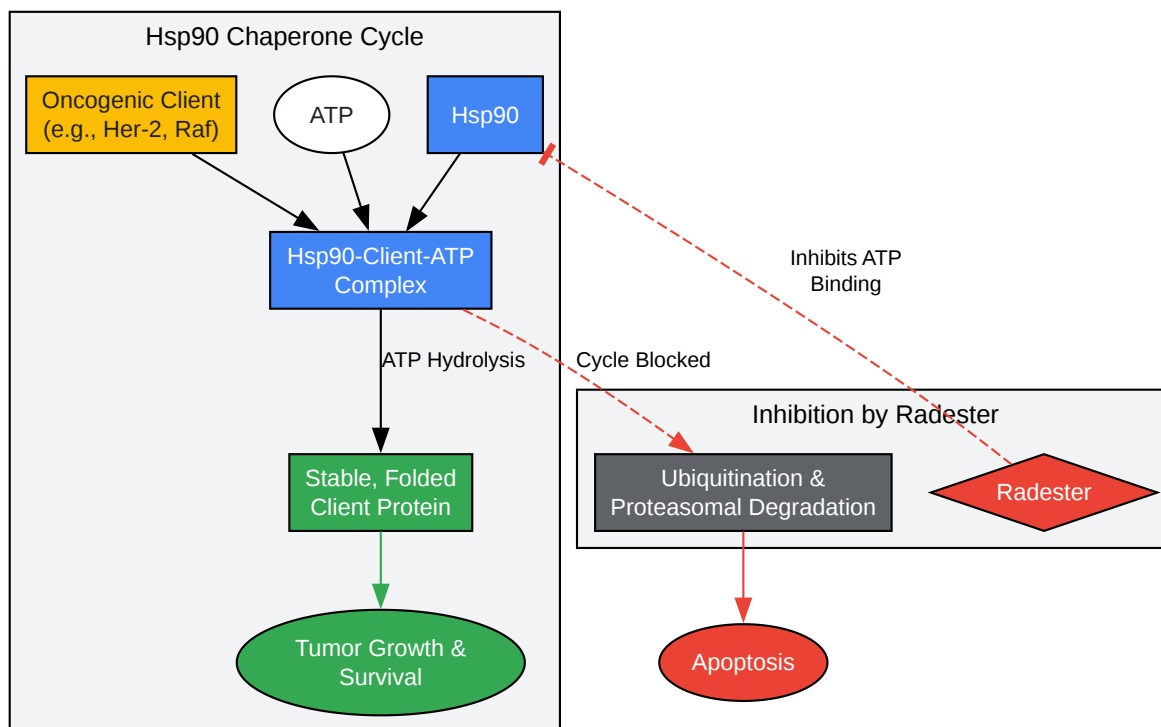 Hsp90 Chaperone Cycle
Oncogenic Client
(e.g., Her-2, Raf)
ATP
Hsp90
Hsp90-Client-ATP
Complex
Inhibits ATP
Binding
ATP Hydrolysis
Cycle Blocked
Inhibition by Radester
Stable, Folded
Client Protein
Ubiquitination &
Proteasomal Degradation
Radester
Tumor Growth &
Survival
Apoptosis